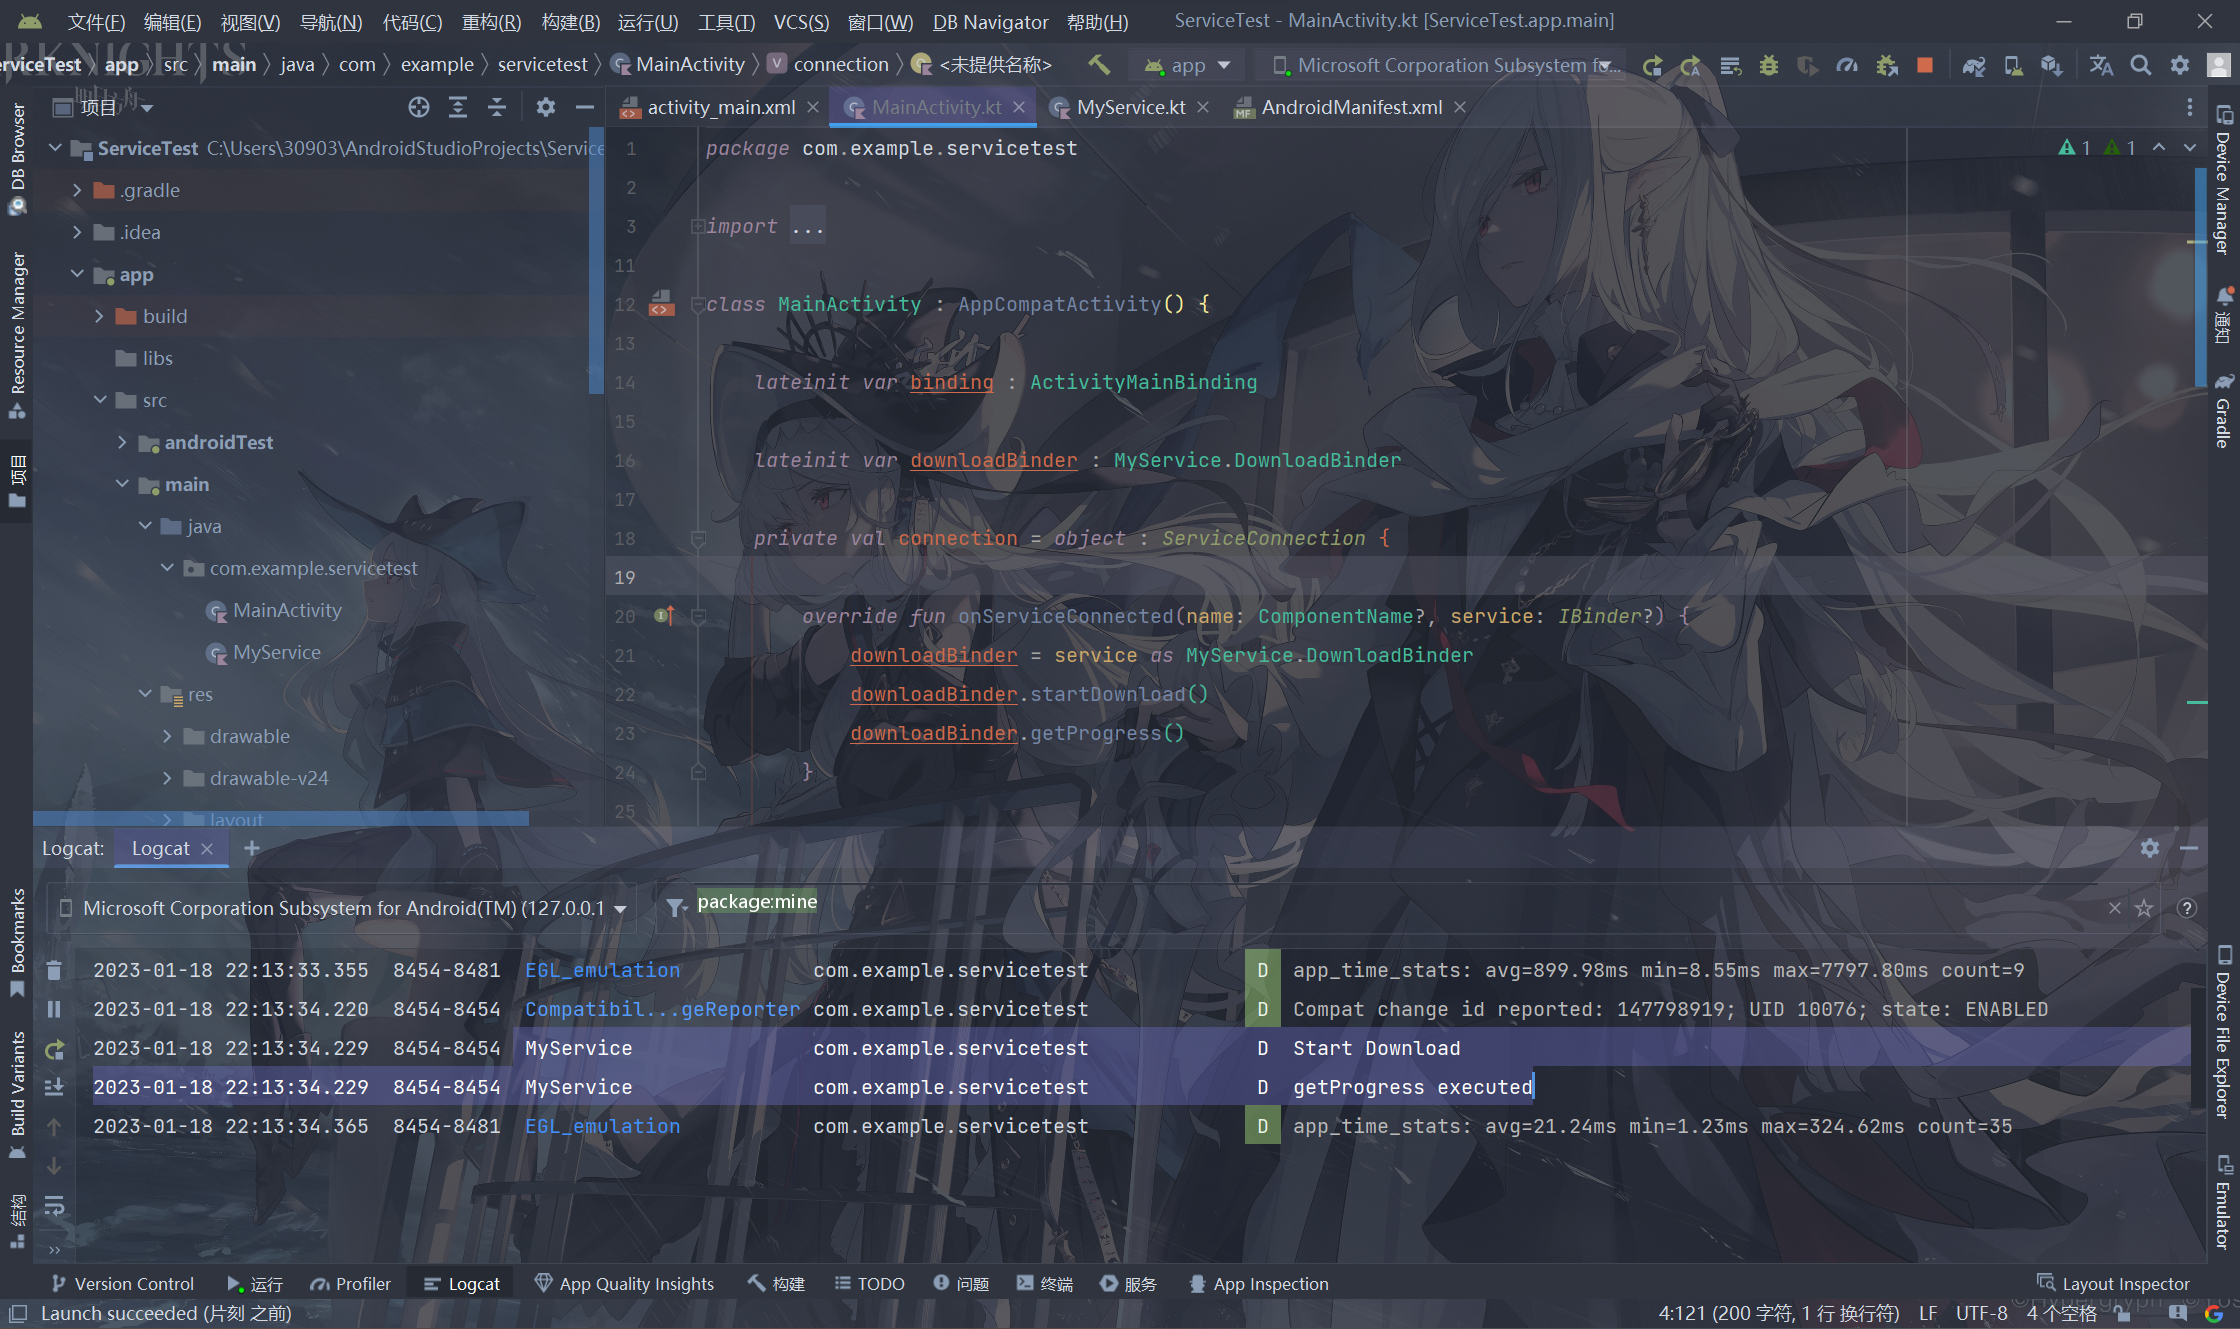 文件(F) 编辑(E) 视图(V) 导航(N) 代码(C) 重构(R) 构建(B) 运行(U) 工具(T) VCS(S) 窗口(W) DB Navigator 帮助(H) ServiceTest - MainActivity.kt [ServiceTest.app.main]
erviceTest app src main java com example servicetest MainActivity connection <未提供名称> app Microsoft Corporation Subsystem fo...
项目
activity_main.xml MainActivity.kt MyService.kt AndroidManifest.xml
DB Browser
Resource Manager
项目
Bookmarks
Build Variants
结构
ServiceTest C:\Users\30903\AndroidStudioProjects\Service
.gradle
.idea
app
build
libs
src
androidTest
main
java
com.example.servicetest
MainActivity
MyService
res
drawable
drawable-v24
layout
1 package com.example.servicetest
2
3 import ...
11
12 class MainActivity : AppCompatActivity() {
13
14 lateinit var binding : ActivityMainBinding
15
16 lateinit var downloadBinder : MyService.DownloadBinder
17
18 private val connection = object : ServiceConnection {
19
20 override fun onServiceConnected(name: ComponentName?, service: IBinder?) {
21 downloadBinder = service as MyService.DownloadBinder
22 downloadBinder.startDownload()
23 downloadBinder.getProgress()
24 }
25
1 1
Device Manager
通知
Gradle
Device File Explorer
Emulator
Logcat: Logcat
Microsoft Corporation Subsystem for Android(TM) (127.0.0.1 package:mine
2023-01-18 22:13:33.355 8454-8481 EGL_emulation com.example.servicetest D app_time_stats: avg=899.98ms min=8.55ms max=7797.80ms count=9
2023-01-18 22:13:34.220 8454-8454 Compatibil...geReporter com.example.servicetest D Compat change id reported: 147798919; UID 10076; state: ENABLED
2023-01-18 22:13:34.229 8454-8454 MyService com.example.servicetest D Start Download
2023-01-18 22:13:34.229 8454-8454 MyService com.example.servicetest D getProgress executed
2023-01-18 22:13:34.365 8454-8481 EGL_emulation com.example.servicetest D app_time_stats: avg=21.24ms min=1.23ms max=324.62ms count=35
Version Control 运行 Profiler Logcat App Quality Insights 构建 TODO 问题 终端 服务 App Inspection Layout Inspector
Launch succeeded (片刻 之前) 4:121 (200 字符, 1 行 换行符) LF UTF-8 4 个空格